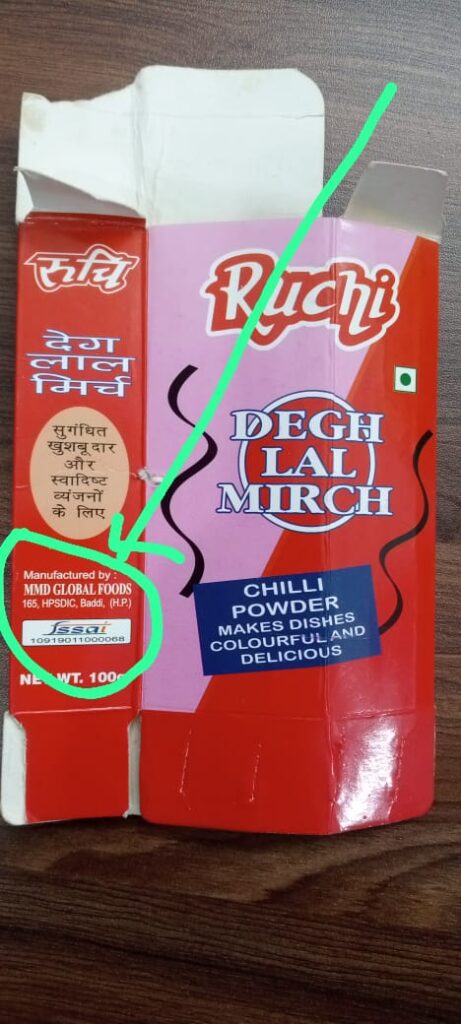 रुचि
देग
लाल
मिर्च
सुगंधित
खुशबूदार
और
स्वादिष्ट
व्यंजनों
के लिए
Manufactured by :
MMD GLOBAL FOODS
165, HPSDIC, Baddi, (H.P.)
fssai
10919011000068
NET WT. 100g
Ruchi
DEGH
LAL
MIRCH
CHILLI
POWDER
MAKES DISHES
COLOURFUL AND
DELICIOUS